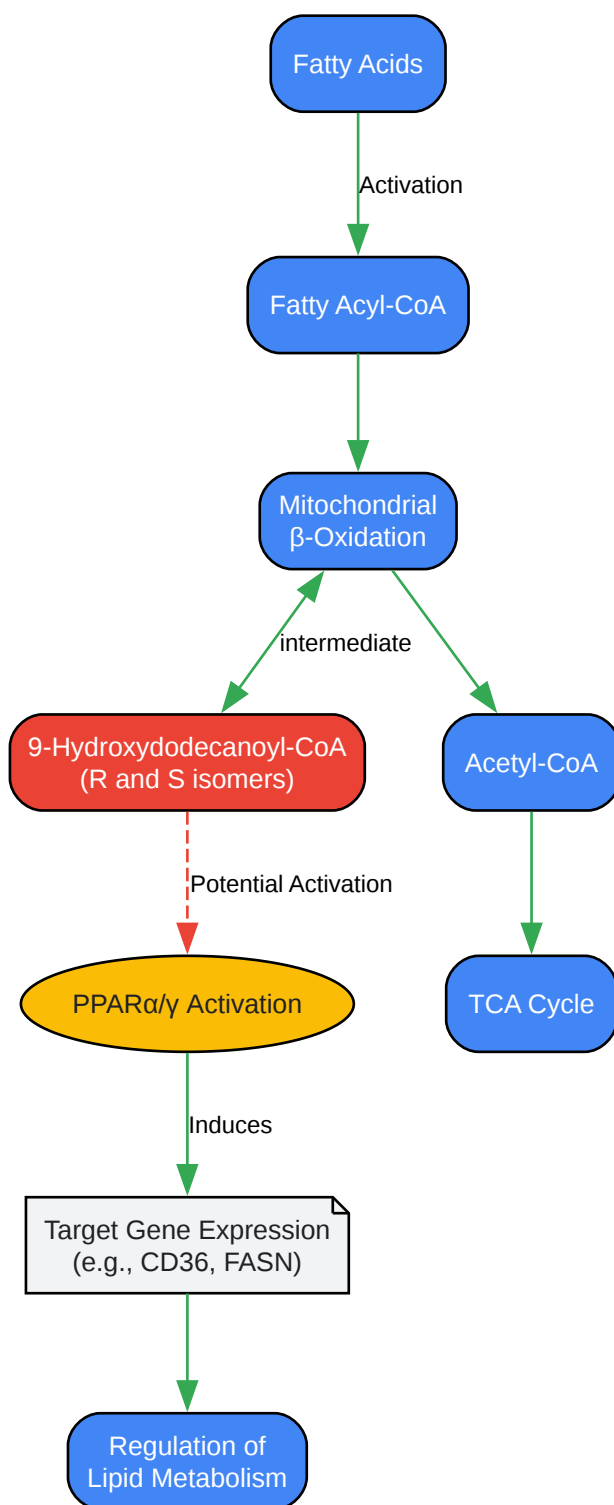 Fatty Acids
Activation
Fatty Acyl-CoA
Mitochondrial
β-Oxidation
intermediate
9-Hydroxydodecanoyl-CoA
(R and S isomers)
Acetyl-CoA
Potential Activation
PPARα/γ Activation
TCA Cycle
Induces
Target Gene Expression
(e.g., CD36, FASN)
Regulation of
Lipid Metabolism